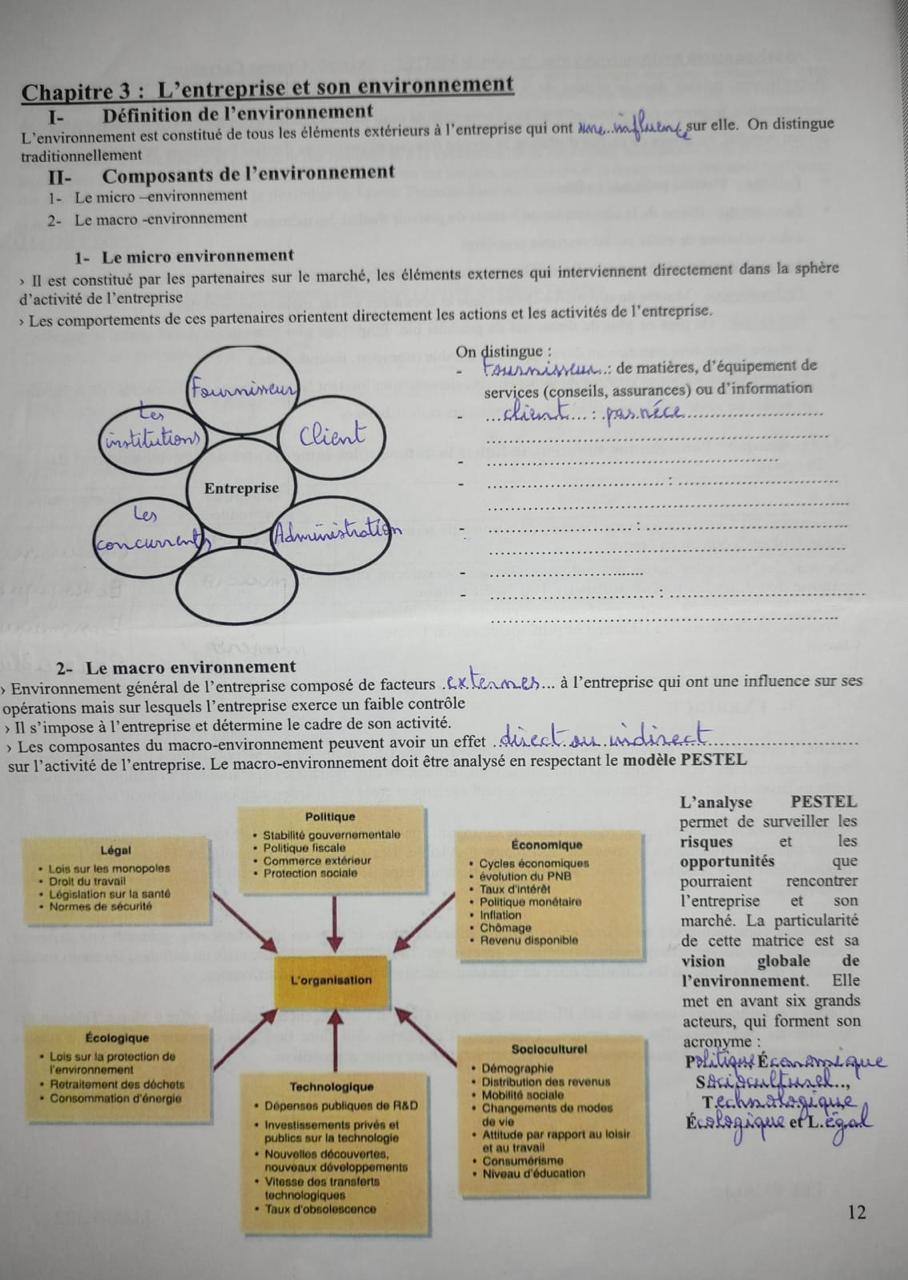 Chapitre 3 : L'entreprise et son environnement
I- Définition de l'environnement
L'environnement est constitué de tous les éléments extérieurs à l'entreprise qui ont une influence sur elle. On distingue
traditionnellement
II- Composants de l'environnement
1- Le micro –environnement
2- Le macro -environnement
1- Le micro environnement
› Il est constitué par les partenaires sur le marché, les éléments externes qui interviennent directement dans la sphère
d'activité de l'entreprise
› Les comportements de ces partenaires orientent directement les actions et les activités de l'entreprise.
Fournisseur
Les
institutions
Client
Entreprise
Les
concurrents
Administration
On distingue :
- Fournisseur : de matières, d'équipement de
services (conseils, assurances) ou d'information
- client : pas néce
-
- :
- :
-
- :
2- Le macro environnement
› Environnement général de l'entreprise composé de facteurs externes à l'entreprise qui ont une influence sur ses
opérations mais sur lesquels l'entreprise exerce un faible contrôle
› Il s'impose à l'entreprise et détermine le cadre de son activité.
› Les composantes du macro-environnement peuvent avoir un effet direct ou indirect
sur l'activité de l'entreprise. Le macro-environnement doit être analysé en respectant le modèle PESTEL
Légal
• Lois sur les monopoles
• Droit du travail
• Législation sur la santé
• Normes de sécurité
Politique
• Stabilité gouvernementale
• Politique fiscale
• Commerce extérieur
• Protection sociale
Économique
• Cycles économiques
• évolution du PNB
• Taux d'intérêt
• Politique monétaire
• Inflation
• Chômage
• Revenu disponible
L'organisation
Écologique
• Lois sur la protection de
l'environnement
• Retraitement des déchets
• Consommation d'énergie
Technologique
• Dépenses publiques de R&D
• Investissements privés et
publics sur la technologie
• Nouvelles découvertes,
nouveaux développements
• Vitesse des transferts
technologiques
• Taux d'obsolescence
Socioculturel
• Démographie
• Distribution des revenus
• Mobilité sociale
• Changements de modes
de vie
• Attitude par rapport au loisir
et au travail
• Consumérisme
• Niveau d'éducation
L'analyse PESTEL
permet de surveiller les
risques et les
opportunités que
pourraient rencontrer
l'entreprise et son
marché. La particularité
de cette matrice est sa
vision globale de
l'environnement. Elle
met en avant six grands
acteurs, qui forment son
acronyme :
Politique Économique
Socioculturel,
Technologique,
Écologique et Légal
12